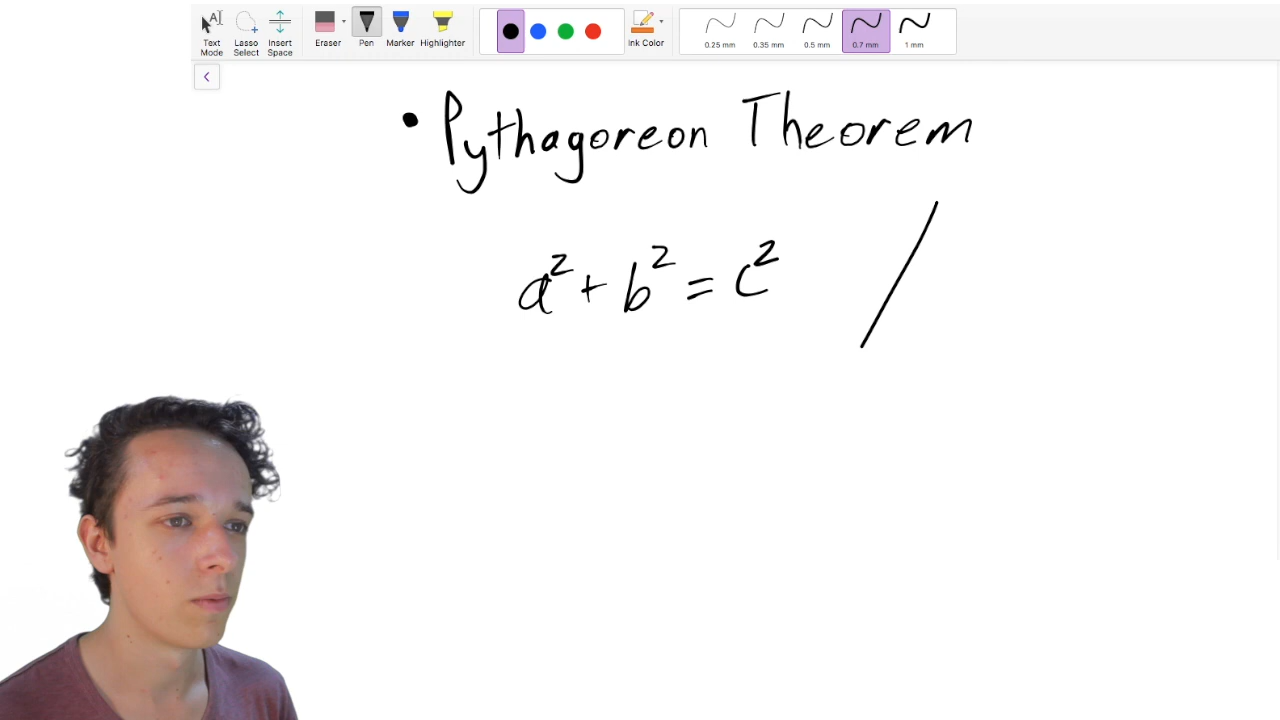 Text Mode
Lasso Select
Insert Space
Eraser
Pen
Marker
Highlighter
Ink Color
0.25 mm
0.35 mm
0.5 mm
0.7 mm
1 mm
• Pythagoreon Theorem
a² + b² = c²